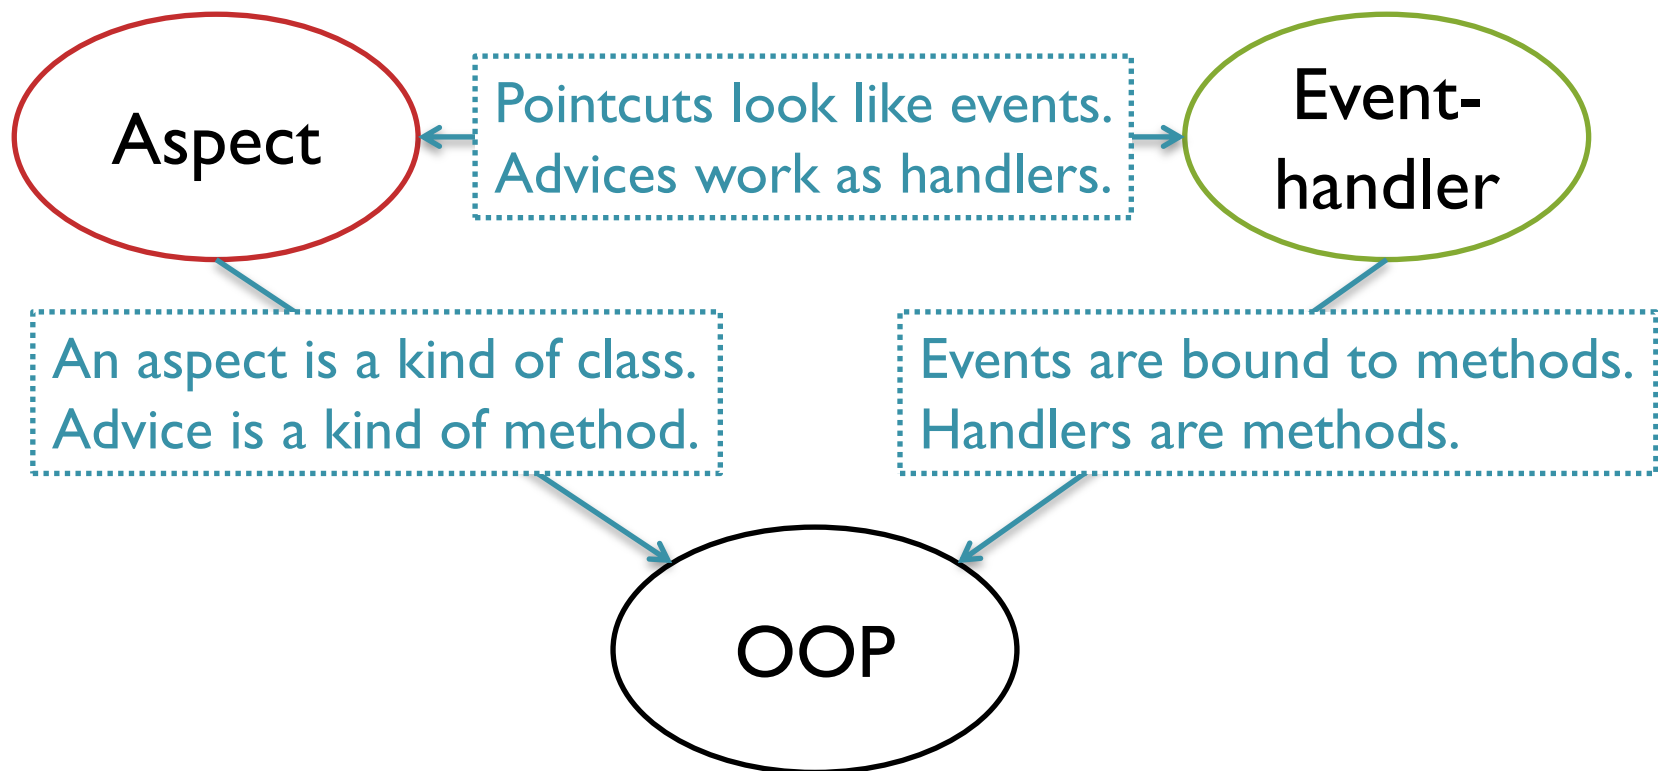 Aspect
Pointcuts look like events.
Advices work as handlers.
Event-
handler
An aspect is a kind of class.
Advice is a kind of method.
Events are bound to methods.
Handlers are methods.
OOP